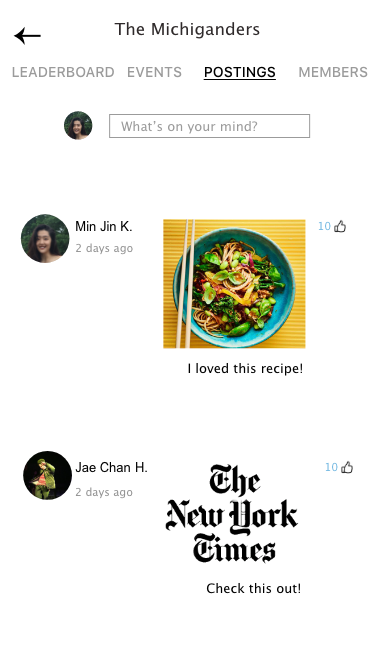 The Michiganders
LEADERBOARD EVENTS POSTINGS MEMBERS
What's on your mind?
Min Jin K.
2 days ago
10
I loved this recipe!
Jae Chan H.
2 days ago
10
The
New York
Times
Check this out!